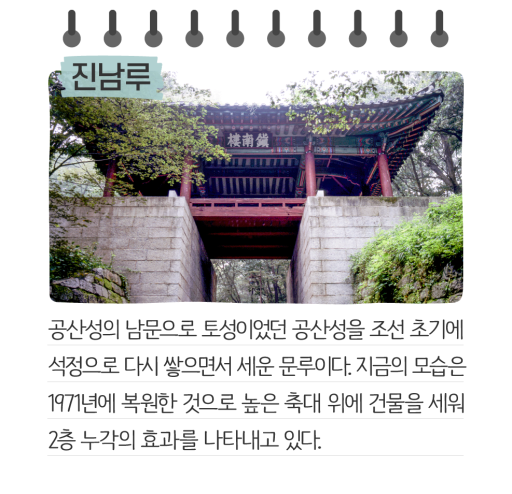 진남루
鎭南樓
공산성의 남문으로 토성이었던 공산성을 조선 초기에
석정으로 다시 쌓으면서 세운 문루이다. 지금의 모습은
1971년에 복원한 것으로 높은 축대 위에 건물을 세워
2층 누각의 효과를 나타내고 있다.